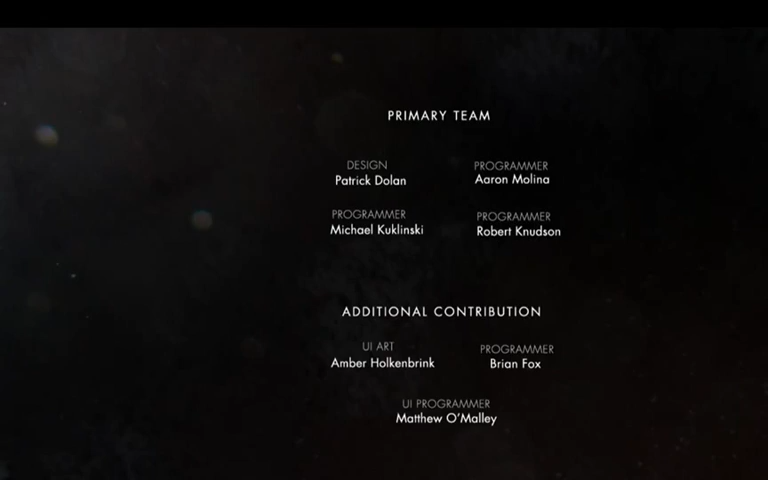 PRIMARY TEAM
DESIGN
Patrick Dolan
PROGRAMMER
Aaron Molina
PROGRAMMER
Michael Kuklinski
PROGRAMMER
Robert Knudson
ADDITIONAL CONTRIBUTION
UI ART
Amber Holkenbrink
PROGRAMMER
Brian Fox
UI PROGRAMMER
Matthew O'Malley